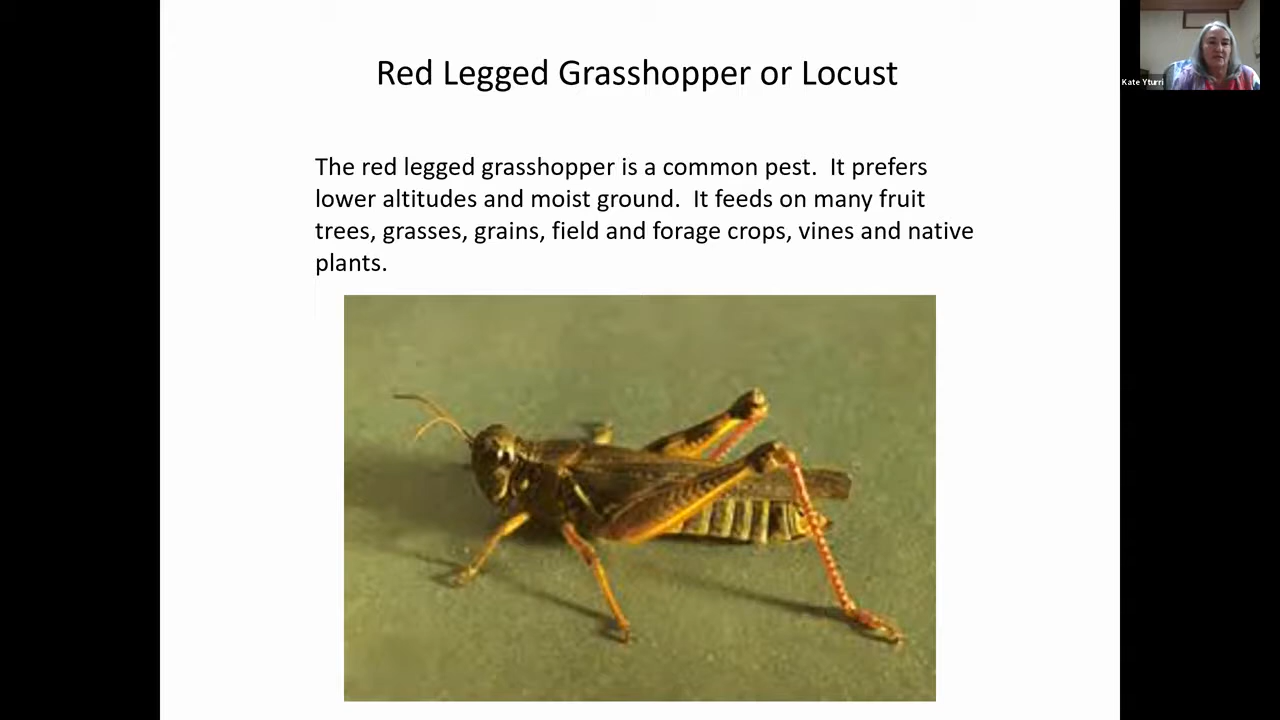 Red Legged Grasshopper or Locust
Kate Yturri
The red legged grasshopper is a common pest.  It prefers
lower altitudes and moist ground.  It feeds on many fruit
trees, grasses, grains, field and forage crops, vines and native
plants.